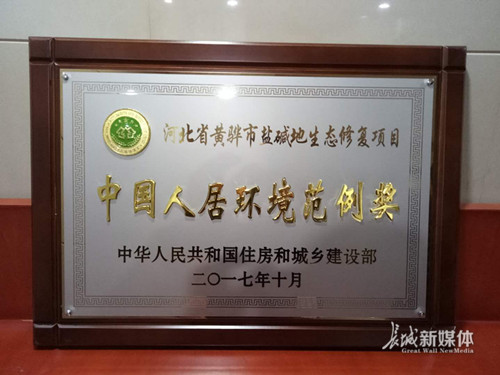 河北省黄骅市盐碱地生态修复项目
中国人居环境范例奖
中华人民共和国住房和城乡建设部
二〇一七年十月
长城新媒体
Great Wall NewMedia